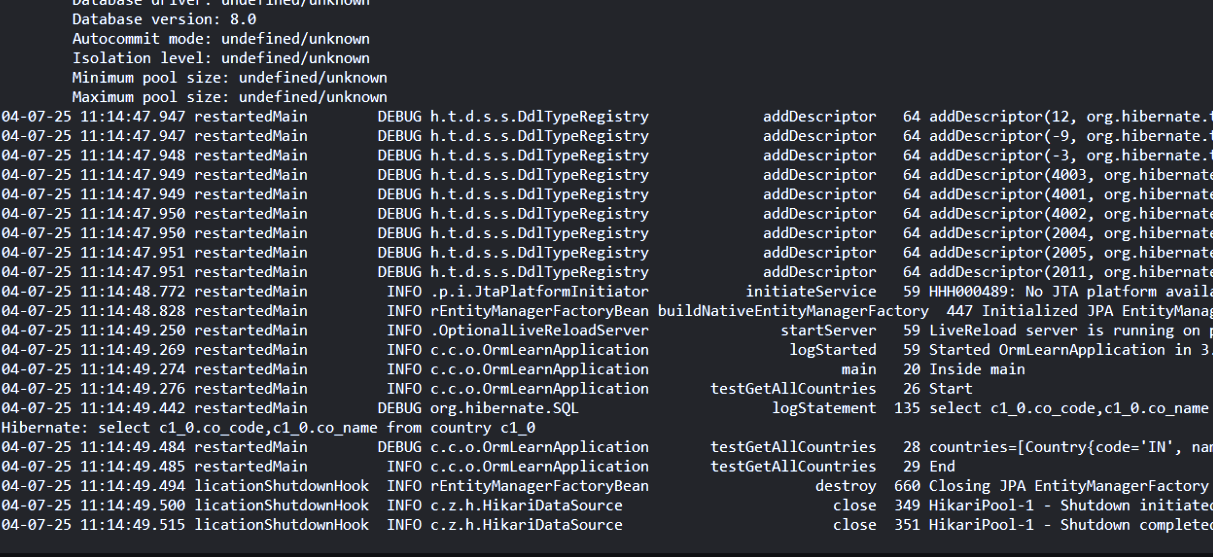 Database driver: undefined/unknown
Database version: 8.0
Autocommit mode: undefined/unknown
Isolation level: undefined/unknown
Minimum pool size: undefined/unknown
Maximum pool size: undefined/unknown
04-07-25 11:14:47.947 restartedMain DEBUG h.t.d.s.s.DdlTypeRegistry addDescriptor 64 addDescriptor(12, org.hibernate.t
04-07-25 11:14:47.947 restartedMain DEBUG h.t.d.s.s.DdlTypeRegistry addDescriptor 64 addDescriptor(-9, org.hibernate.t
04-07-25 11:14:47.948 restartedMain DEBUG h.t.d.s.s.DdlTypeRegistry addDescriptor 64 addDescriptor(-3, org.hibernate.t
04-07-25 11:14:47.949 restartedMain DEBUG h.t.d.s.s.DdlTypeRegistry addDescriptor 64 addDescriptor(4003, org.hibernate
04-07-25 11:14:47.949 restartedMain DEBUG h.t.d.s.s.DdlTypeRegistry addDescriptor 64 addDescriptor(4001, org.hibernate
04-07-25 11:14:47.950 restartedMain DEBUG h.t.d.s.s.DdlTypeRegistry addDescriptor 64 addDescriptor(4002, org.hibernate
04-07-25 11:14:47.950 restartedMain DEBUG h.t.d.s.s.DdlTypeRegistry addDescriptor 64 addDescriptor(2004, org.hibernate
04-07-25 11:14:47.951 restartedMain DEBUG h.t.d.s.s.DdlTypeRegistry addDescriptor 64 addDescriptor(2005, org.hibernate
04-07-25 11:14:47.951 restartedMain DEBUG h.t.d.s.s.DdlTypeRegistry addDescriptor 64 addDescriptor(2011, org.hibernate
04-07-25 11:14:48.772 restartedMain INFO .p.i.JtaPlatformInitiator initiateService 59 HHH000489: No JTA platform availa
04-07-25 11:14:48.828 restartedMain INFO rEntityManagerFactoryBean buildNativeEntityManagerFactory 447 Initialized JPA EntityManag
04-07-25 11:14:49.250 restartedMain INFO .OptionalLiveReloadServer startServer 59 LiveReload server is running on p
04-07-25 11:14:49.269 restartedMain INFO c.c.o.OrmLearnApplication logStarted 59 Started OrmLearnApplication in 3.
04-07-25 11:14:49.274 restartedMain INFO c.c.o.OrmLearnApplication main 20 Inside main
04-07-25 11:14:49.276 restartedMain INFO c.c.o.OrmLearnApplication testGetAllCountries 26 Start
04-07-25 11:14:49.442 restartedMain DEBUG org.hibernate.SQL logStatement 135 select c1_0.co_code,c1_0.co_name
Hibernate: select c1_0.co_code,c1_0.co_name from country c1_0
04-07-25 11:14:49.484 restartedMain DEBUG c.c.o.OrmLearnApplication testGetAllCountries 28 countries=[Country{code='IN', nam
04-07-25 11:14:49.485 restartedMain INFO c.c.o.OrmLearnApplication testGetAllCountries 29 End
04-07-25 11:14:49.494 licationShutdownHook INFO rEntityManagerFactoryBean destroy 660 Closing JPA EntityManagerFactory
04-07-25 11:14:49.500 licationShutdownHook INFO c.z.h.HikariDataSource close 349 HikariPool-1 - Shutdown initiated
04-07-25 11:14:49.515 licationShutdownHook INFO c.z.h.HikariDataSource close 351 HikariPool-1 - Shutdown completed